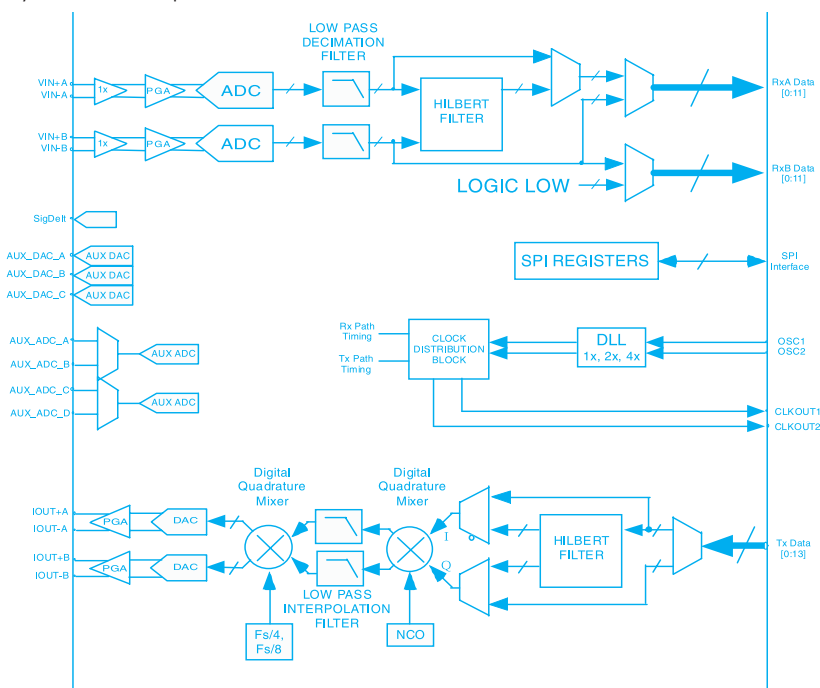 LOW PASS
DECIMATION
FILTER
VIN+A
VIN-A
1x
PGA
ADC
HILBERT
FILTER
RxA Data
[0:11]
VIN+B
VIN-B
1x
PGA
ADC
LOGIC LOW
RxB Data
[0:11]
SigDelt
AUX_DAC_A
AUX DAC
AUX_DAC_B
AUX DAC
AUX_DAC_C
AUX DAC
SPI REGISTERS
SPI
Interface
AUX_ADC_A
AUX_ADC_B
AUX ADC
AUX_ADC_C
AUX_ADC_D
AUX ADC
Rx Path
Timing
Tx Path
Timing
CLOCK
DISTRIBUTION
BLOCK
DLL
1x, 2x, 4x
OSC1
OSC2
CLKOUT1
CLKOUT2
Digital
Quadrature
Mixer
Digital
Quadrature
Mixer
IOUT+A
IOUT-A
PGA
DAC
IOUT+B
IOUT-B
PGA
DAC
LOW PASS
INTERPOLATION
FILTER
I
Q
HILBERT
FILTER
Tx Data
[0:13]
Fs/4,
Fs/8
NCO